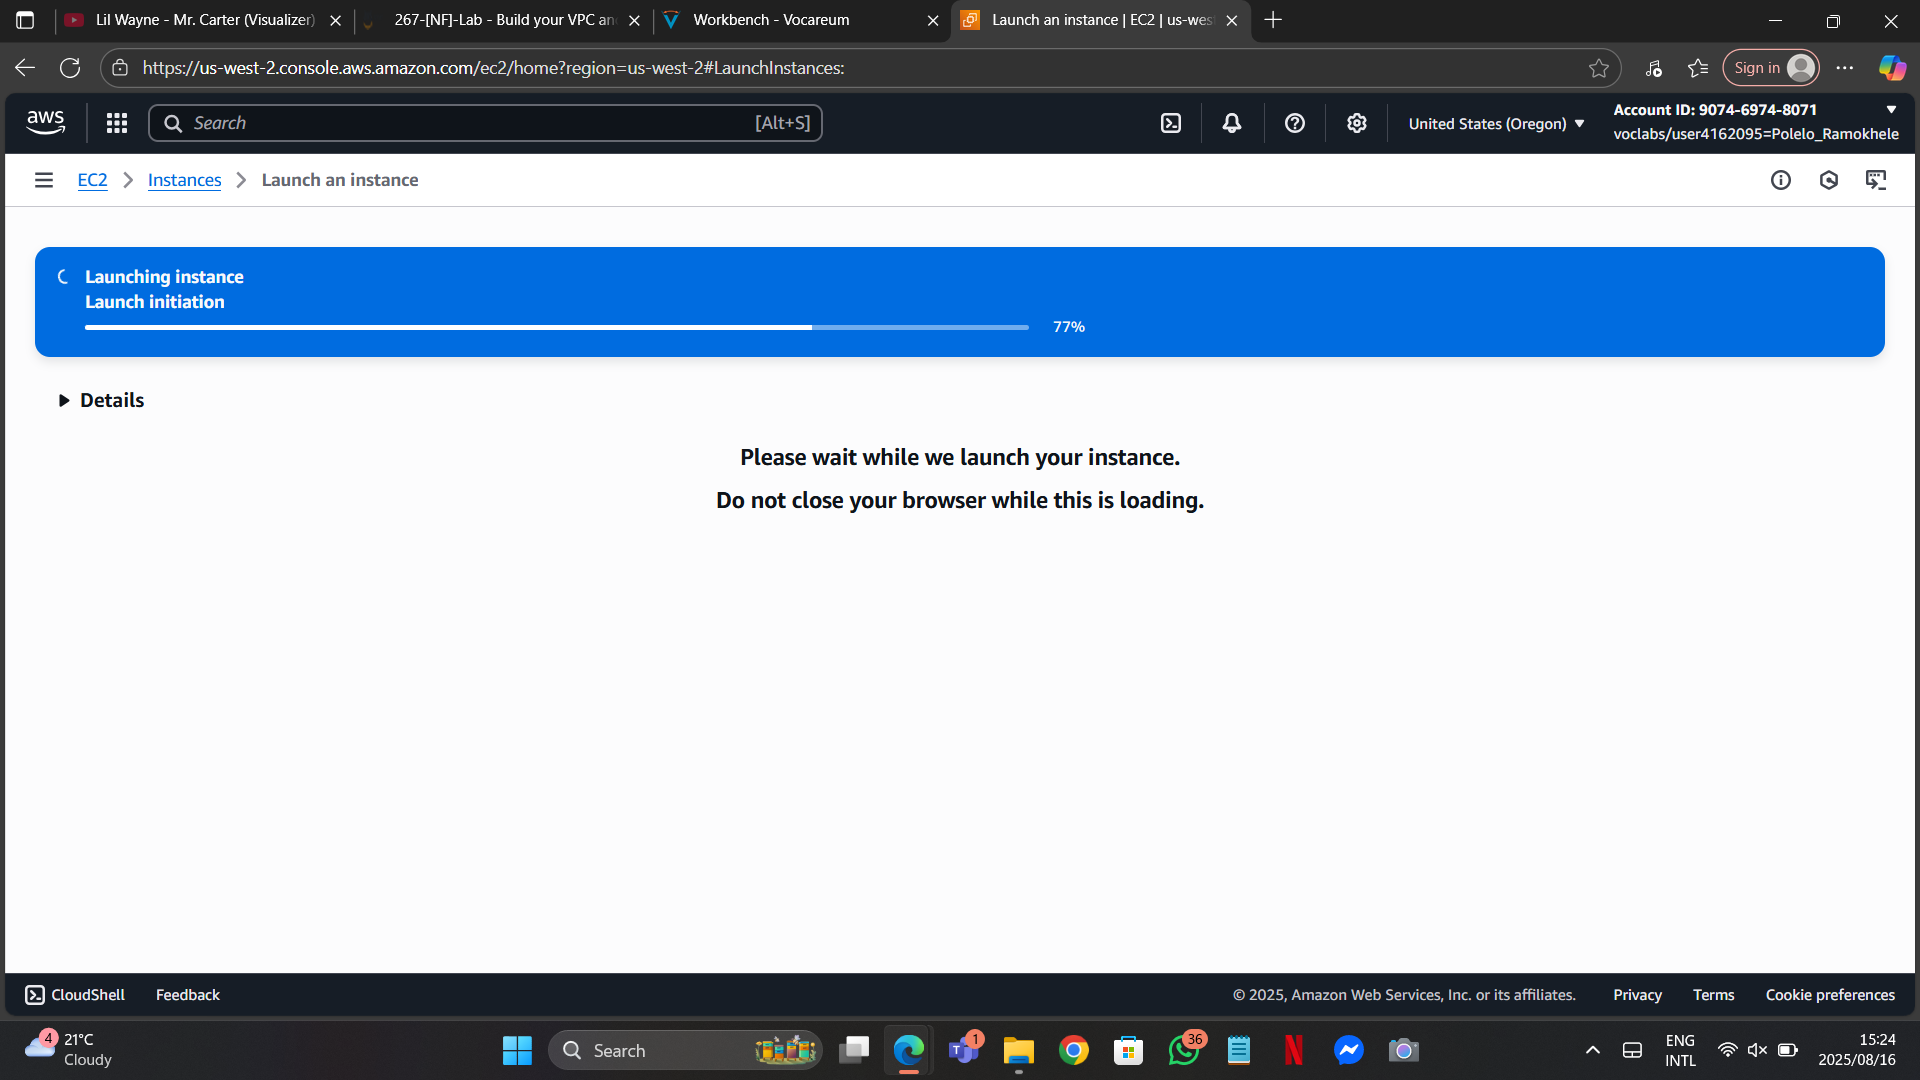 Lil Wayne - Mr. Carter (Visualizer)
267-[NF]-Lab - Build your VPC an
Workbench - Vocareum
Launch an instance | EC2 | us-wes
https://us-west-2.console.aws.amazon.com/ec2/home?region=us-west-2#LaunchInstances:
Sign in
aws
Search
[Alt+S]
United States (Oregon)
Account ID: 9074-6974-8071
voclabs/user4162095=Polelo_Ramokhele
EC2
Instances
Launch an instance
Launching instance
Launch initiation
77%
Details
Please wait while we launch your instance.
Do not close your browser while this is loading.
CloudShell
Feedback
© 2025, Amazon Web Services, Inc. or its affiliates.
Privacy
Terms
Cookie preferences
4
21°C
Cloudy
Search
1
36
ENG
INTL
15:24
2025/08/16